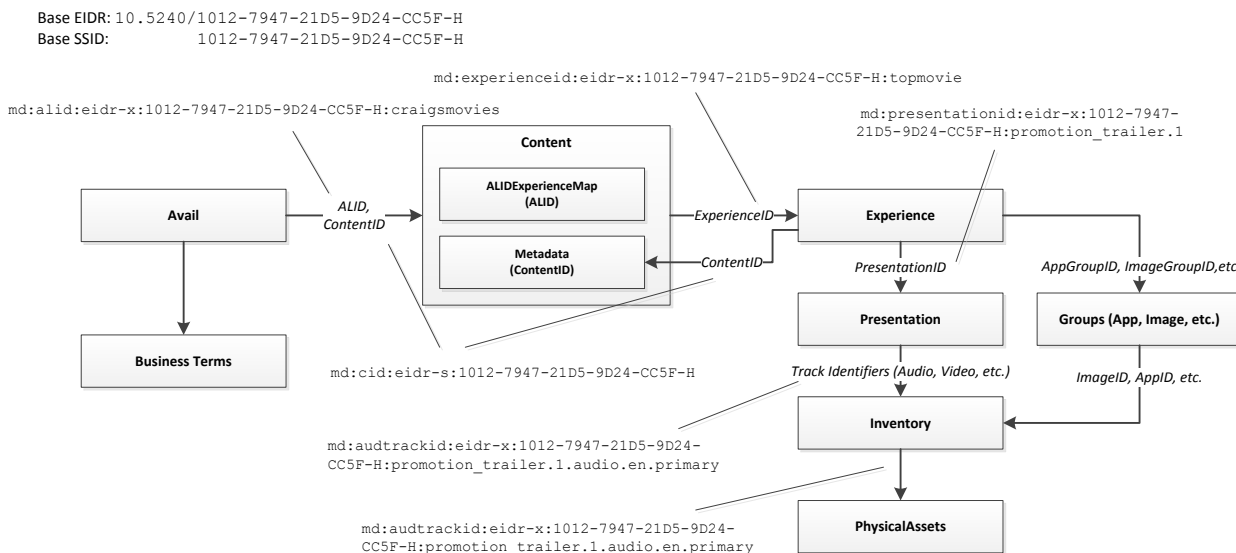 Base EIDR: 10.5240/1012-7947-21D5-9D24-CC5F-H
Base SSID: 1012-7947-21D5-9D24-CC5F-H
md:experienceid:eidr-x:1012-7947-21D5-9D24-CC5F-H:topmovie
md:alid:eidr-x:1012-7947-21D5-9D24-CC5F-H:craigsmovies
md:presentationid:eidr-x:1012-7947-
21D5-9D24-CC5F-H:promotion_trailer.1
Content
ALIDExperienceMap
(ALID)
Avail
ALID,
ContentID
ExperienceID
Experience
Metadata
(ContentID)
ContentID
PresentationID
AppGroupID, ImageGroupID,etc
Presentation
Groups (App, Image, etc.)
Business Terms
md:cid:eidr-s:1012-7947-21D5-9D24-CC5F-H
Track Identifiers (Audio, Video, etc.)
ImageID, AppID, etc.
Inventory
md:audtrackid:eidr-x:1012-7947-21D5-9D24-
CC5F-H:promotion_trailer.1.audio.en.primary
PhysicalAssets
md:audtrackid:eidr-x:1012-7947-21D5-9D24-
CC5F-H:promotion_trailer.1.audio.en.primary